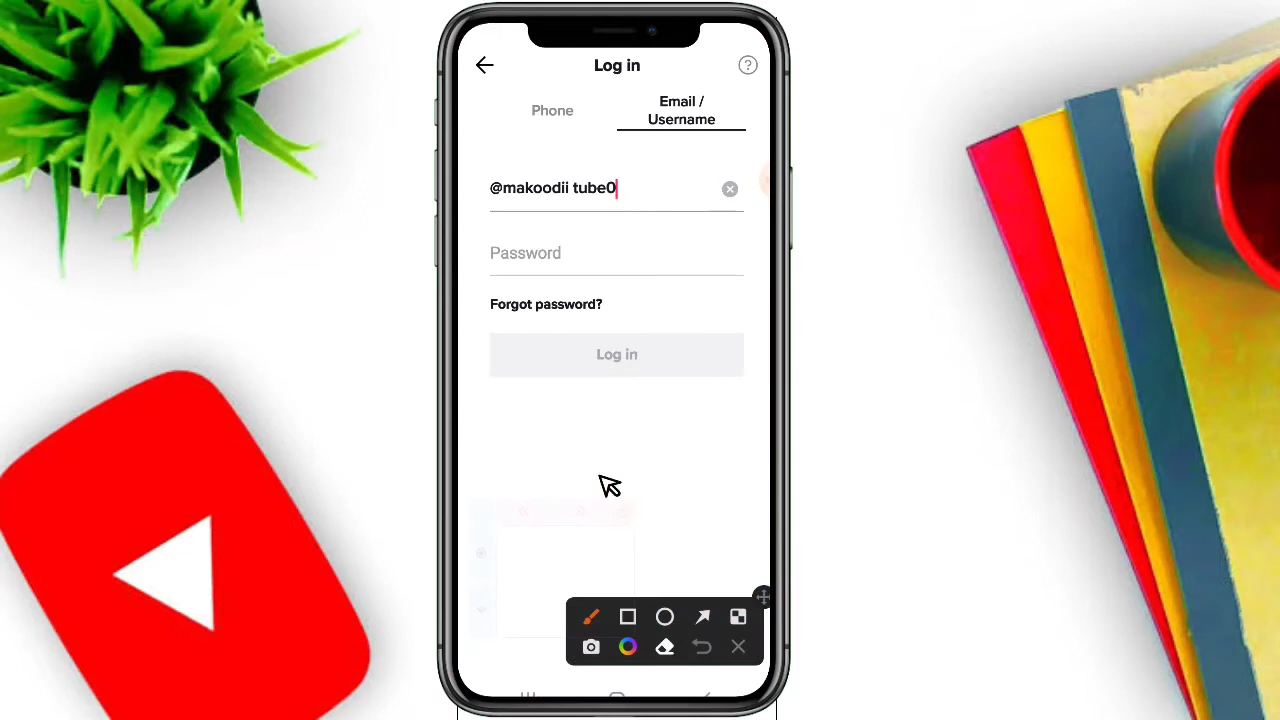 Log in
?
Phone
Email /
Username
@makoodii tube0
Password
Forgot password?
Log in